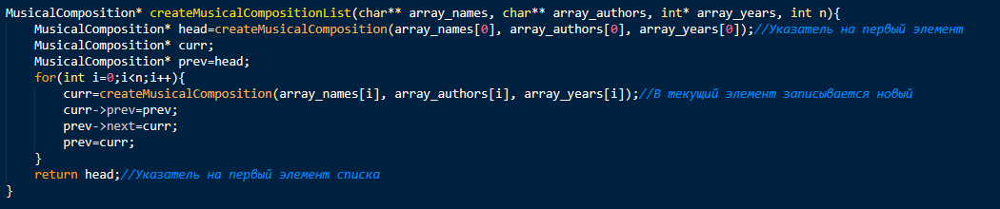 MusicalComposition* createMusicalCompositionList(char** array_names, char** array_authors, int* array_years, int n){
    MusicalComposition* head=createMusicalComposition(array_names[0], array_authors[0], array_years[0]);//Указатель на первый элемент
    MusicalComposition* curr;
    MusicalComposition* prev=head;
    for(int i=0;i<n;i++){
        curr=createMusicalComposition(array_names[i], array_authors[i], array_years[i]);//В текущий элемент записывается новый
        curr->prev=prev;
        prev->next=curr;
        prev=curr;
    }
    return head;//Указатель на первый элемент списка
}